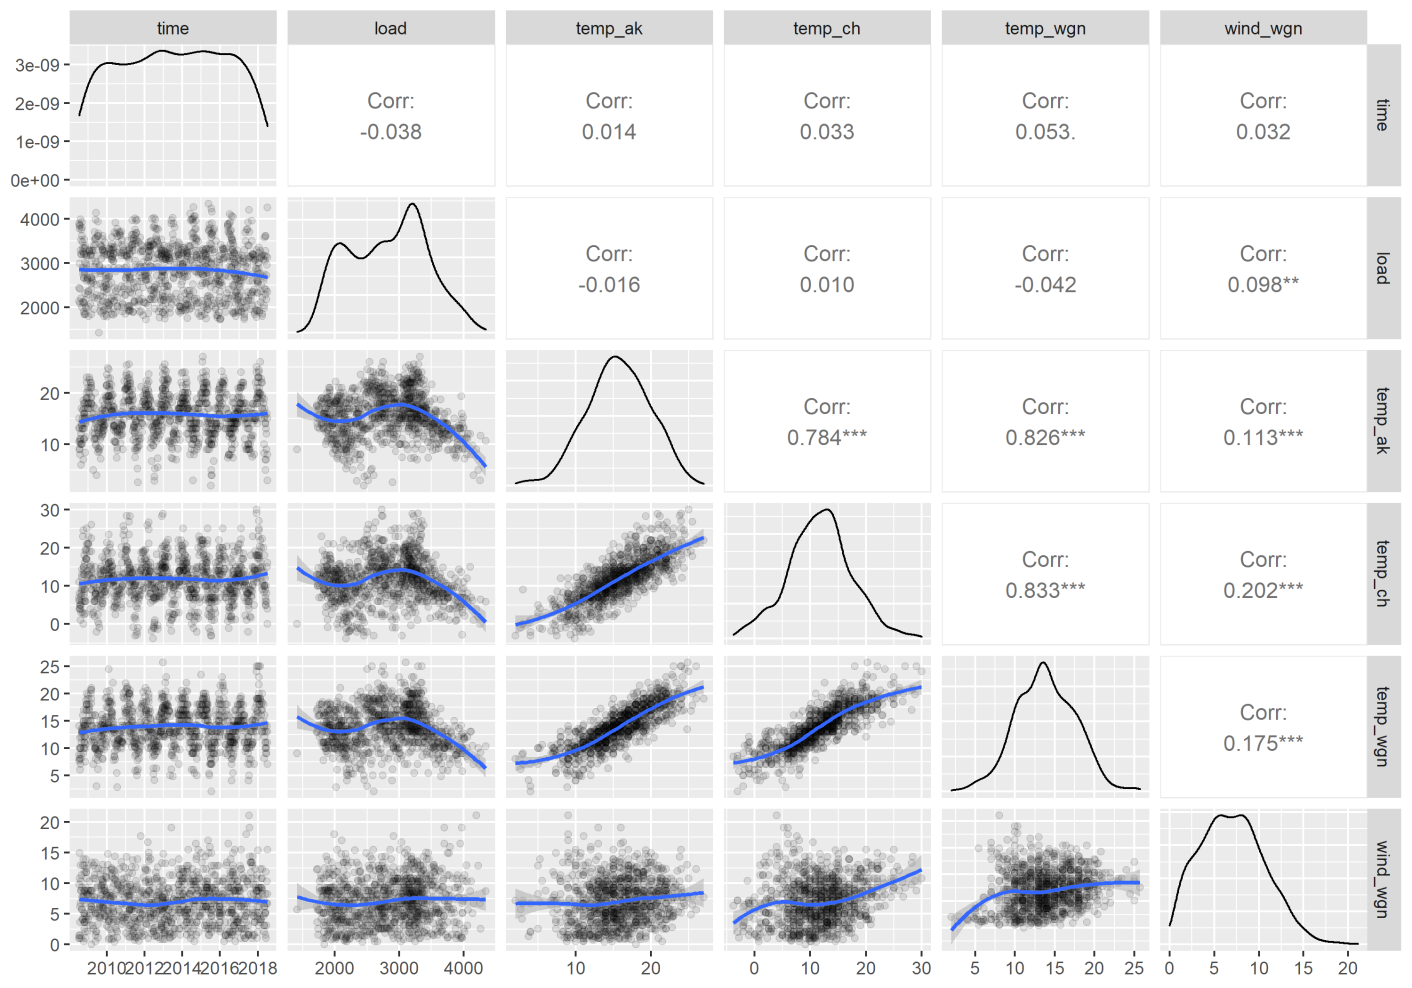 time load temp_ak temp_ch temp_wgn wind_wgn
3e-09
2e-09
1e-09
0e+00
Corr:
-0.038
Corr:
0.014
Corr:
0.033
Corr:
0.053.
Corr:
0.032
time
4000
3000
2000
Corr:
-0.016
Corr:
0.010
Corr:
-0.042
Corr:
0.098**
load
20
10
Corr:
0.784***
Corr:
0.826***
Corr:
0.113***
temp_ak
30
20
10
0
Corr:
0.833***
Corr:
0.202***
temp_ch
25
20
15
10
5
Corr:
0.175***
temp_wgn
20
15
10
5
0
wind_wgn
2010 2012 2014 2016 2018 2000 3000 4000 10 20 0 10 20 30 5 10 15 20 25 0 5 10 15 20